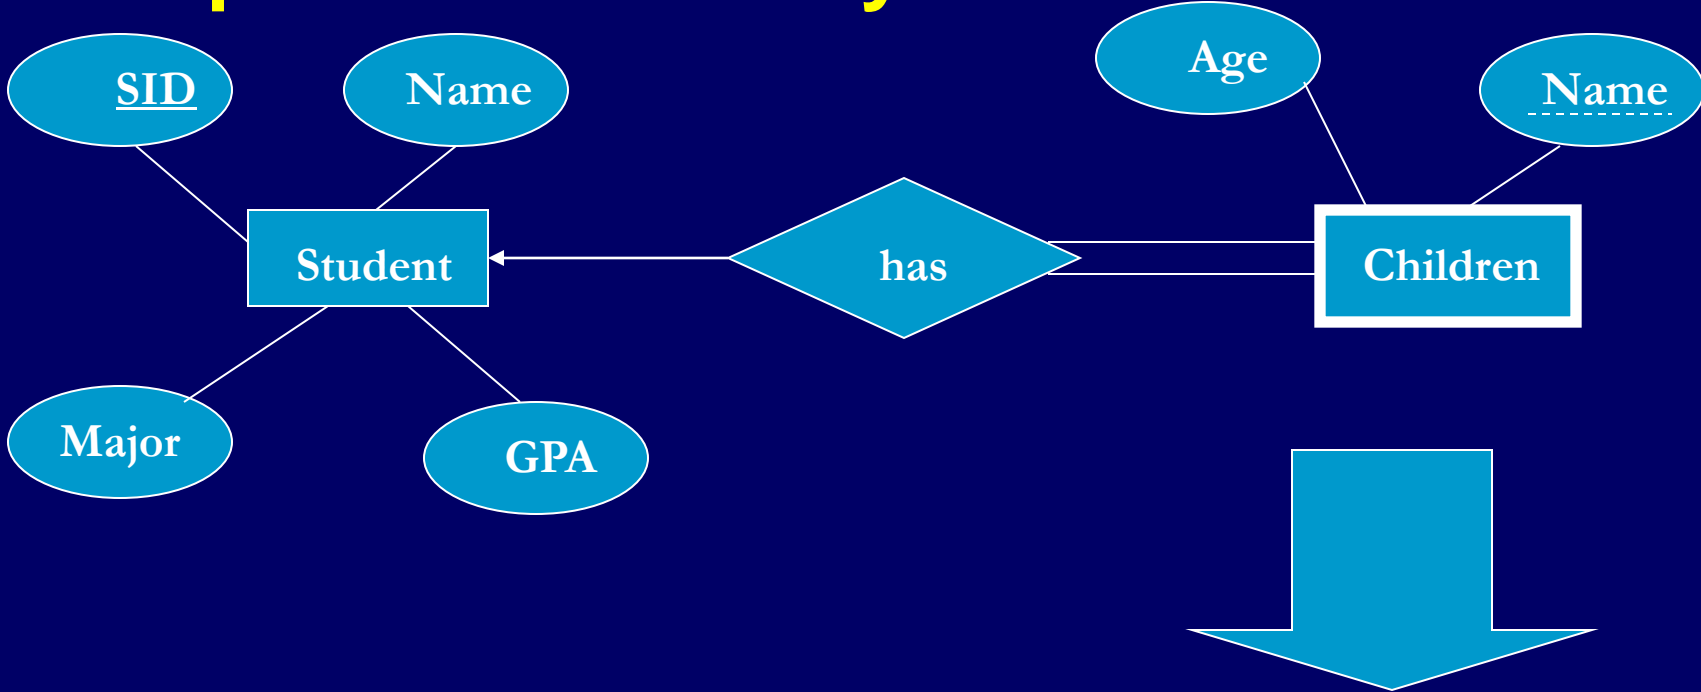 SID
Name
Age
Name
Student
has
Children
Major
GPA